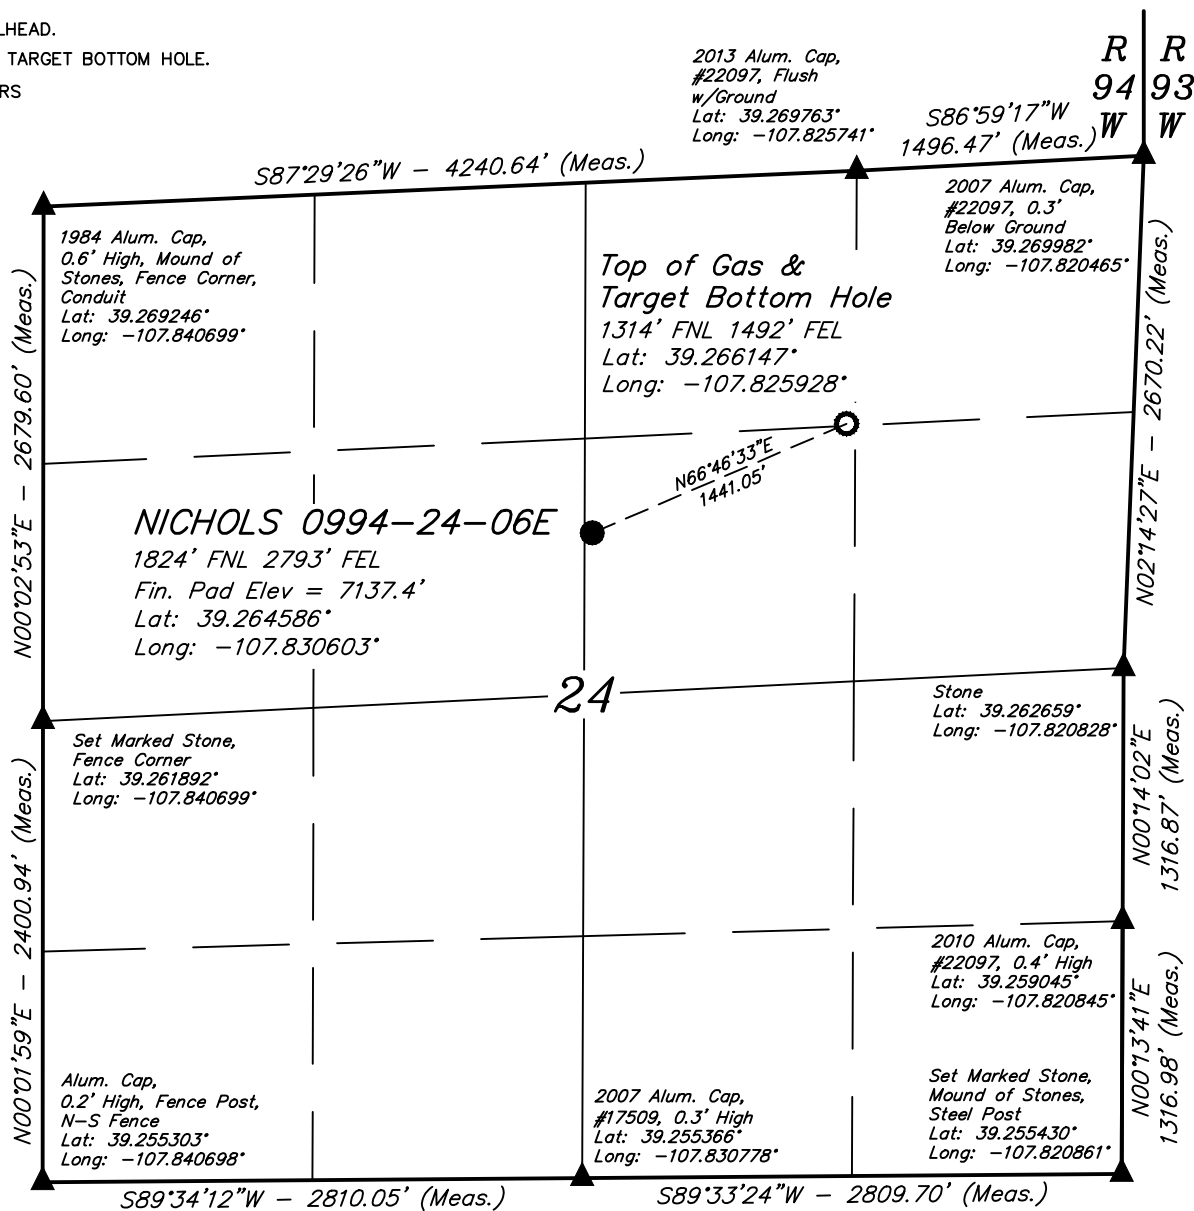 LHEAD.
TARGET BOTTOM HOLE.
RS
R
94
W
R
93
W
2013 Alum. Cap,
#22097, Flush
w/Ground
Lat: 39.269763°
Long: -107.825741°
S86°59'17"W
1496.47' (Meas.)
S87°29'26"W - 4240.64' (Meas.)
2007 Alum. Cap,
#22097, 0.3'
Below Ground
Lat: 39.269982°
Long: -107.820465°
1984 Alum. Cap,
0.6' High, Mound of
Stones, Fence Corner,
Conduit
Lat: 39.269246°
Long: -107.840699°
Top of Gas &
Target Bottom Hole
1314' FNL 1492' FEL
Lat: 39.266147°
Long: -107.825928°
N00°02'53"E - 2679.60' (Meas.)
N02°14'27"E - 2670.22' (Meas.)
N66°46'33"E
1441.05'
NICHOLS 0994-24-06E
1824' FNL 2793' FEL
Fin. Pad Elev = 7137.4'
Lat: 39.264586°
Long: -107.830603°
24
Stone
Lat: 39.262659°
Long: -107.820828°
Set Marked Stone,
Fence Corner
Lat: 39.261892°
Long: -107.840699°
N00°14'02"E
1316.87' (Meas.)
N00°01'59"E - 2400.94' (Meas.)
2010 Alum. Cap,
#22097, 0.4' High
Lat: 39.259045°
Long: -107.820845°
N00°13'41"E
1316.98' (Meas.)
Alum. Cap,
0.2' High, Fence Post,
N-S Fence
Lat: 39.255303°
Long: -107.840698°
2007 Alum. Cap,
#17509, 0.3' High
Lat: 39.255366°
Long: -107.830778°
Set Marked Stone,
Mound of Stones,
Steel Post
Lat: 39.255430°
Long: -107.820861°
S89°34'12"W - 2810.05' (Meas.)
S89°33'24"W - 2809.70' (Meas.)